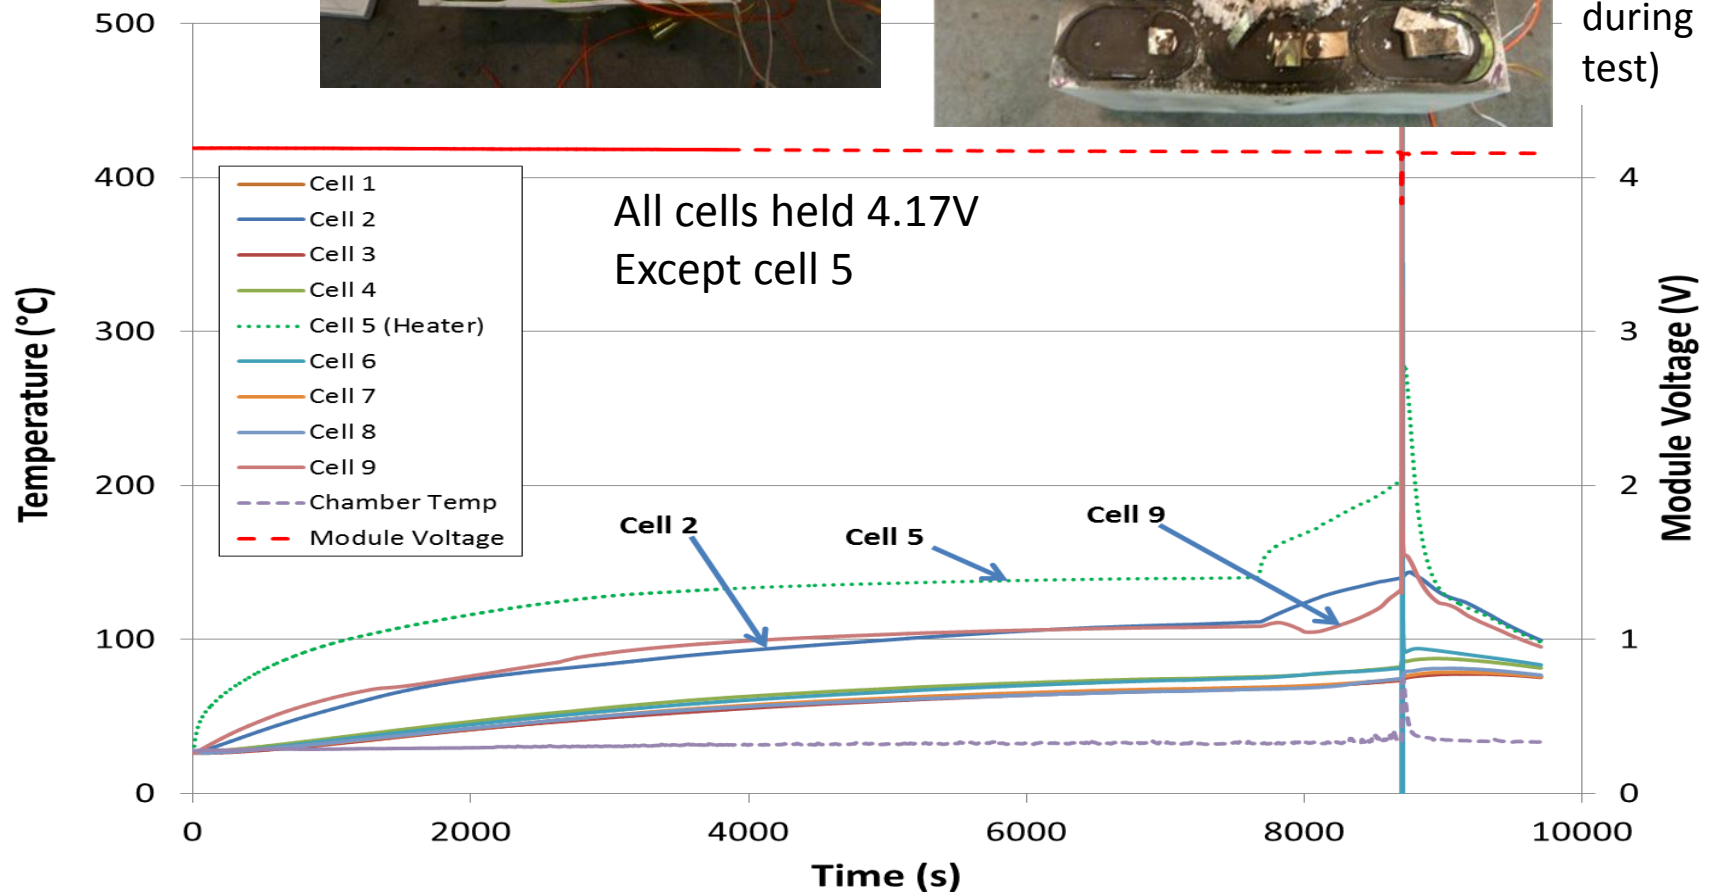 during
test)
500
400
300
200
100
0
4
3
2
1
0
0
2000
4000
6000
8000
10000
Temperature (°C)
Module Voltage (V)
Time (s)
Cell 1
Cell 2
Cell 3
Cell 4
Cell 5 (Heater)
Cell 6
Cell 7
Cell 8
Cell 9
Chamber Temp
Module Voltage
All cells held 4.17V
Except cell 5
Cell 2
Cell 5
Cell 9